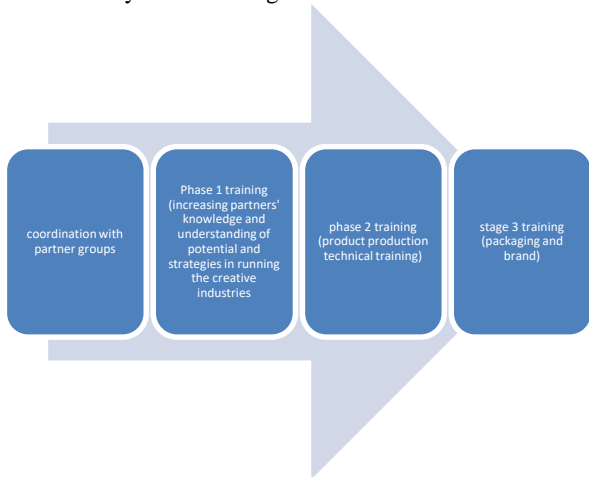 coordination with
partner groups
Phase 1 training
(increasing partners'
knowledge and
understanding of
potential and
strategies in running
the creative
industries
phase 2 training
(product production
technical training)
stage 3 training
(packaging and
brand)